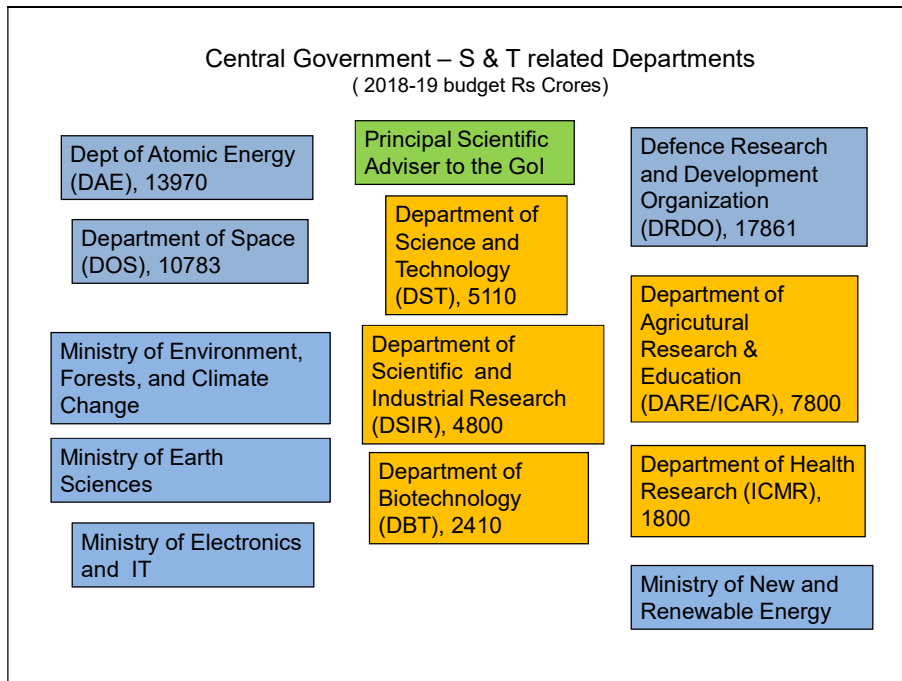 Central Government – S & T related Departments
( 2018-19 budget Rs Crores)
Dept of Atomic Energy
(DAE), 13970
Department of Space
(DOS), 10783
Ministry of Environment,
Forests, and Climate
Change
Ministry of Earth
Sciences
Ministry of Electronics
and IT
Principal Scientific
Adviser to the GoI
Department of
Science and
Technology
(DST), 5110
Department of
Scientific and
Industrial Research
(DSIR), 4800
Department of
Biotechnology
(DBT), 2410
Defence Research
and Development
Organization
(DRDO), 17861
Department of
Agricutural
Research &
Education
(DARE/ICAR), 7800
Department of Health
Research (ICMR),
1800
Ministry of New and
Renewable Energy